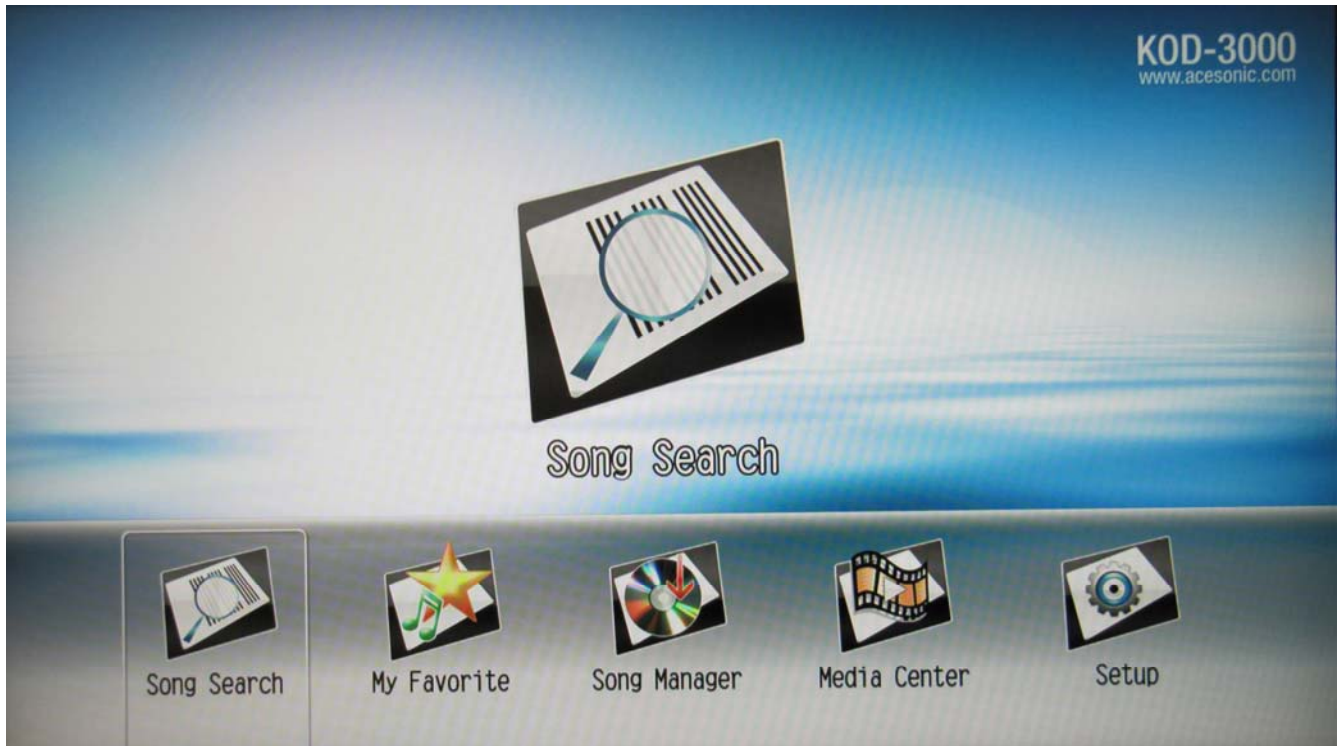 KOD-3000
www.acesonic.com
Song Search
Song Search
My Favorite
Song Manager
Media Center
Setup